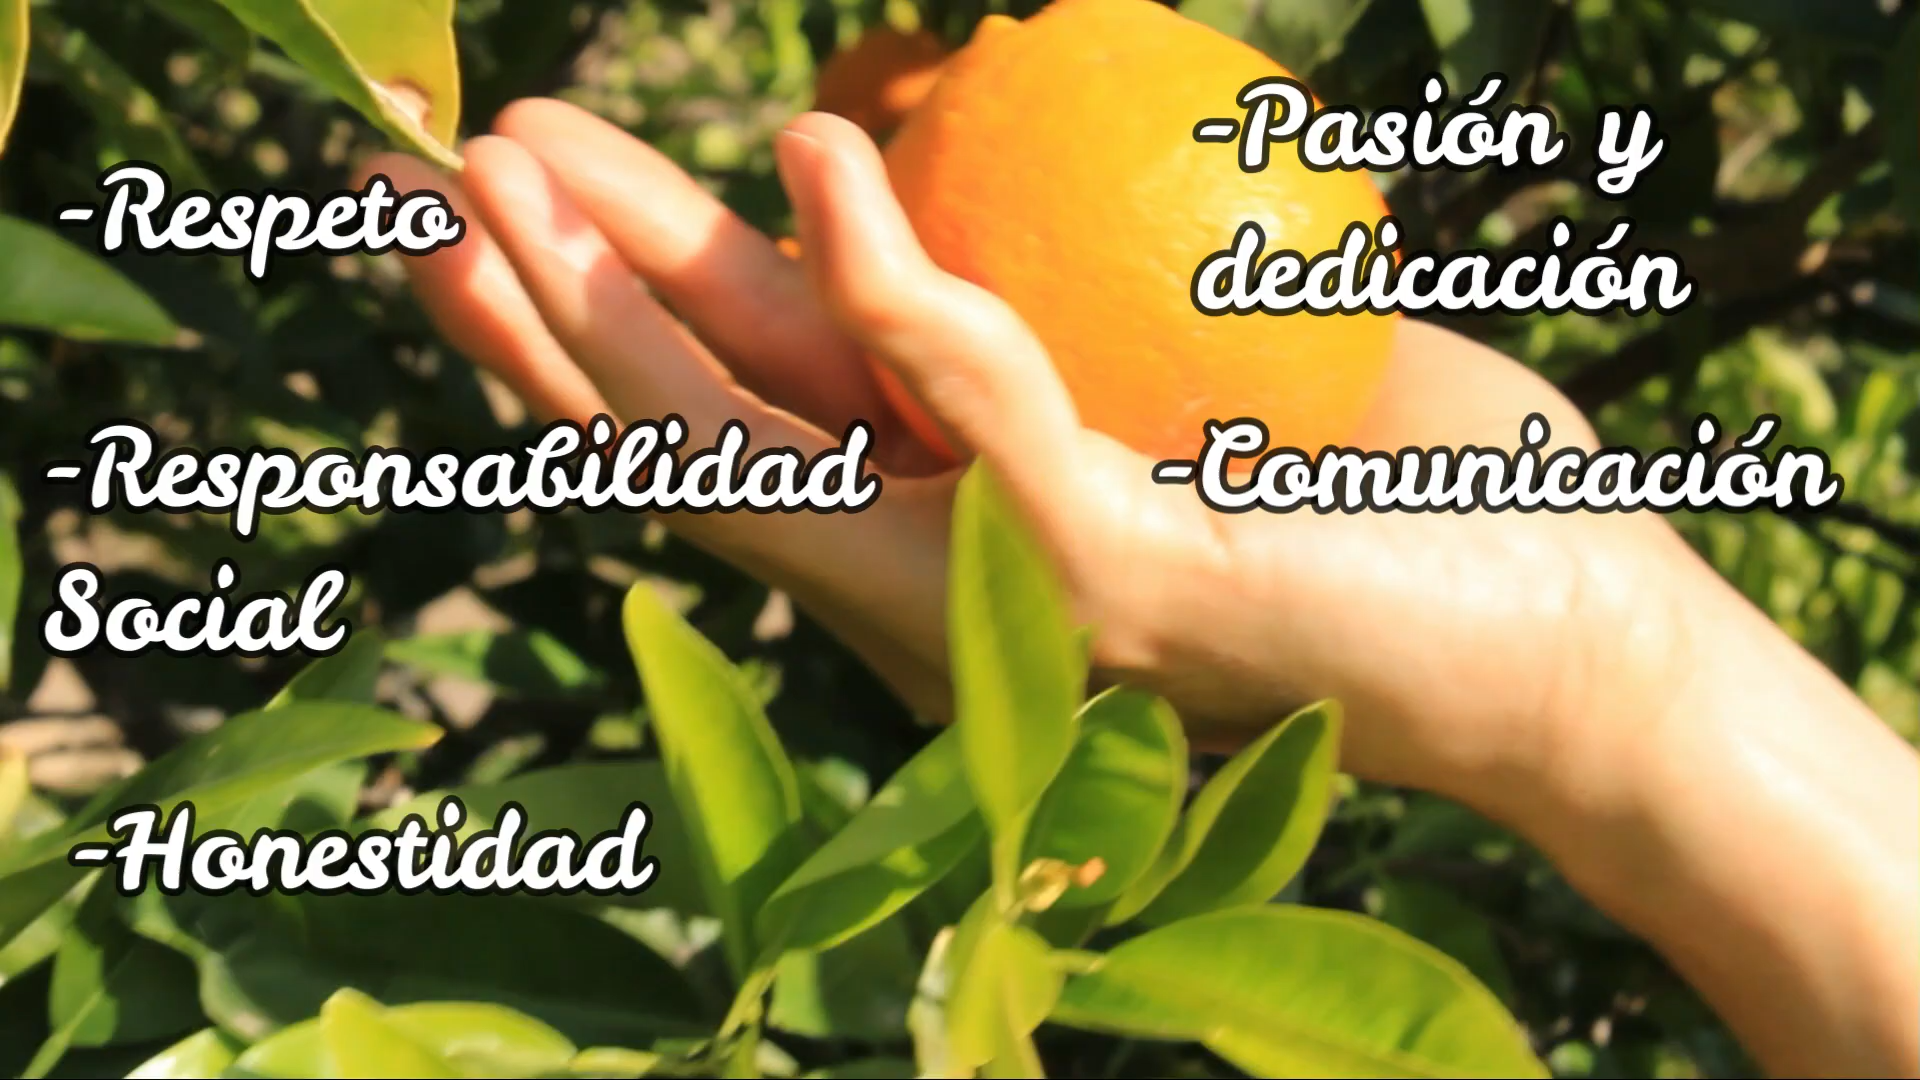 -Respeto
-Responsabilidad
Social
-Honestidad
-Pasión y
dedicación
-Comunicación